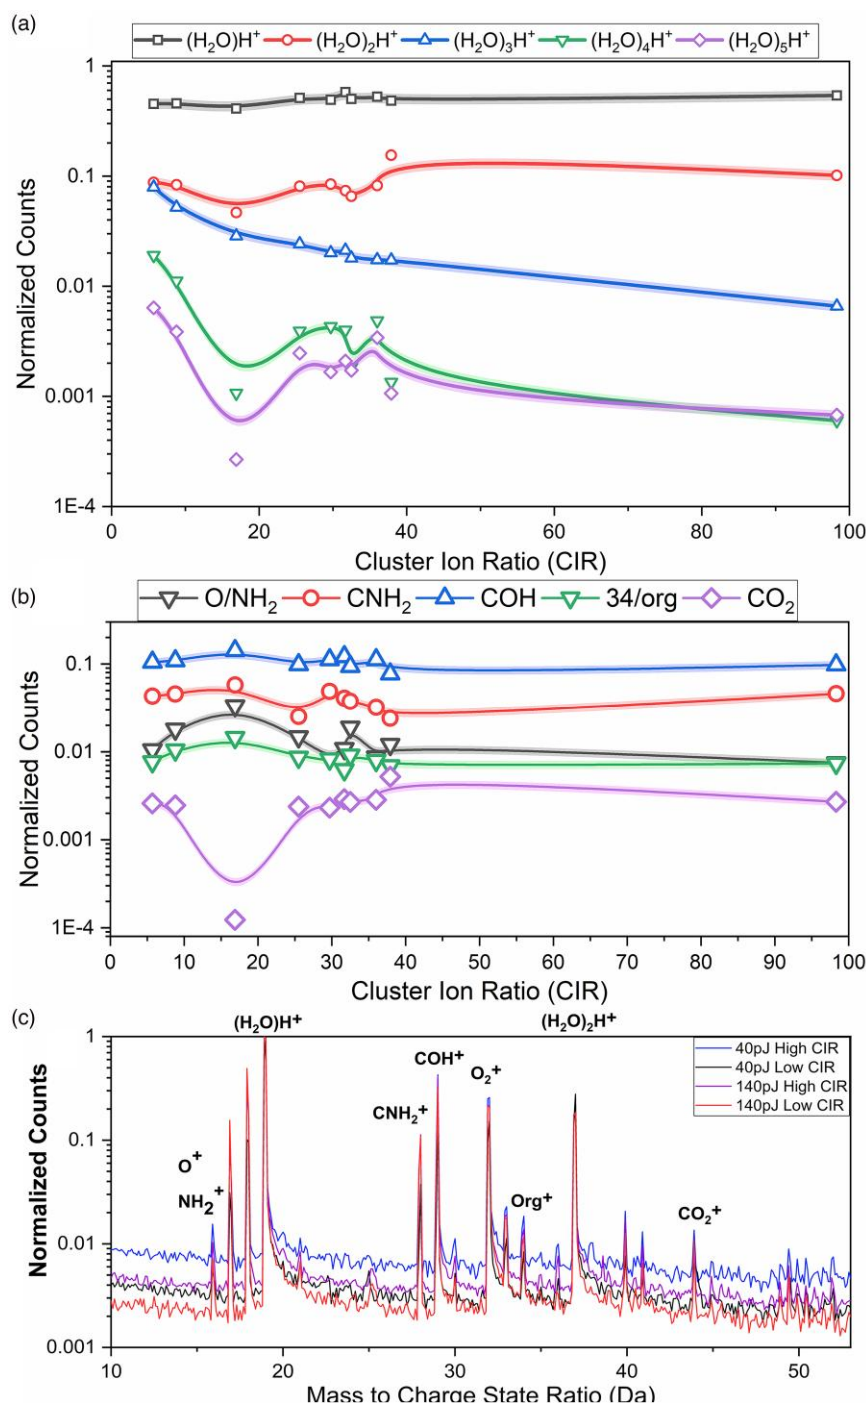 (a)
(H₂O)H⁺ (H₂O)₂H⁺ (H₂O)₃H⁺ (H₂O)₄H⁺ (H₂O)₅H⁺
1
0.1
0.01
0.001
1E-4
Normalized Counts
0 20 40 60 80 100
Cluster Ion Ratio (CIR)
(b)
O/NH₂ CNH₂ COH 34/org CO₂
0.1
0.01
0.001
1E-4
Normalized Counts
0 10 20 30 40 50 60 70 80 90 100
Cluster Ion Ratio (CIR)
(c)
(H₂O)H⁺ (H₂O)₂H⁺
1
0.1
0.01
0.001
Normalized Counts
40pJ High CIR
40pJ Low CIR
140pJ High CIR
140pJ Low CIR
COH⁺
O₂⁺
CNH₂⁺
O⁺
NH₂⁺
Org⁺
CO₂⁺
10 20 30 40 50
Mass to Charge State Ratio (Da)